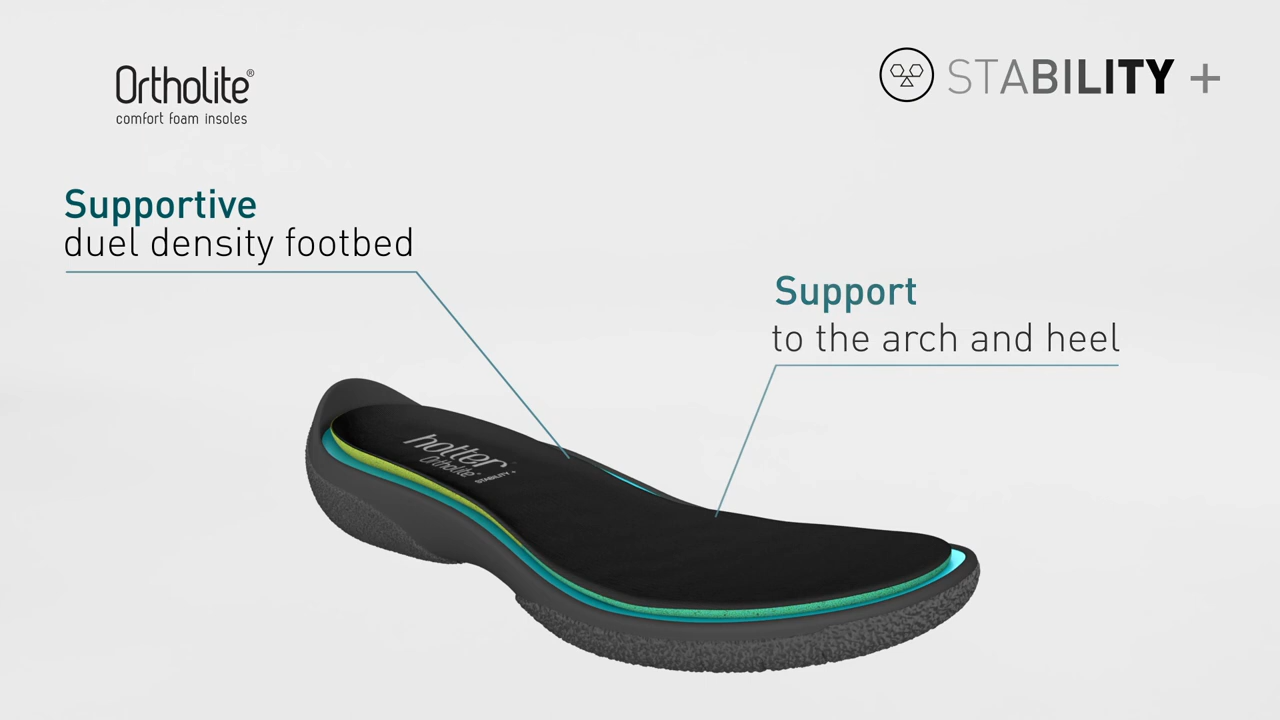 Ortholite®
comfort foam insoles
STABILITY +
Supportive
duel density footbed
Support
to the arch and heel
hotter
Ortholite
STABILITY +